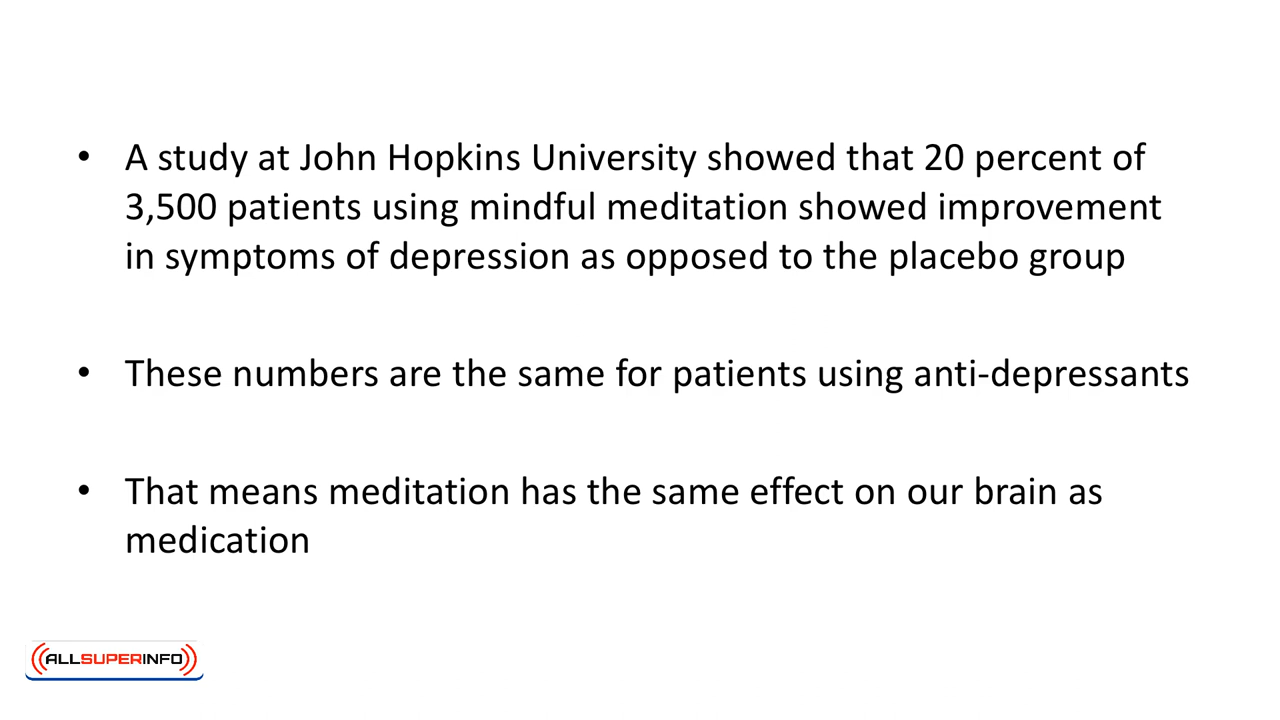 • A study at John Hopkins University showed that 20 percent of
3,500 patients using mindful meditation showed improvement
in symptoms of depression as opposed to the placebo group
• These numbers are the same for patients using anti-depressants
• That means meditation has the same effect on our brain as
medication
ALLSUPERINFO